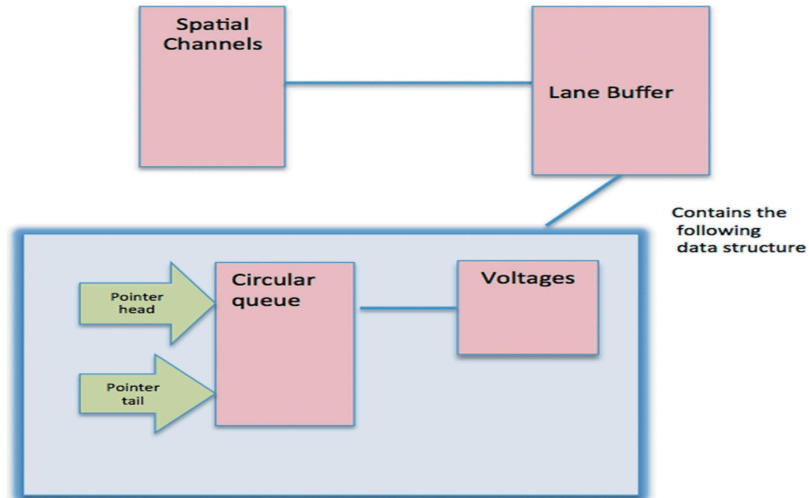 Spatial
Channels
Lane Buffer
Contains the
following
data structure
Circular
queue
Voltages
Pointer
head
Pointer
tail